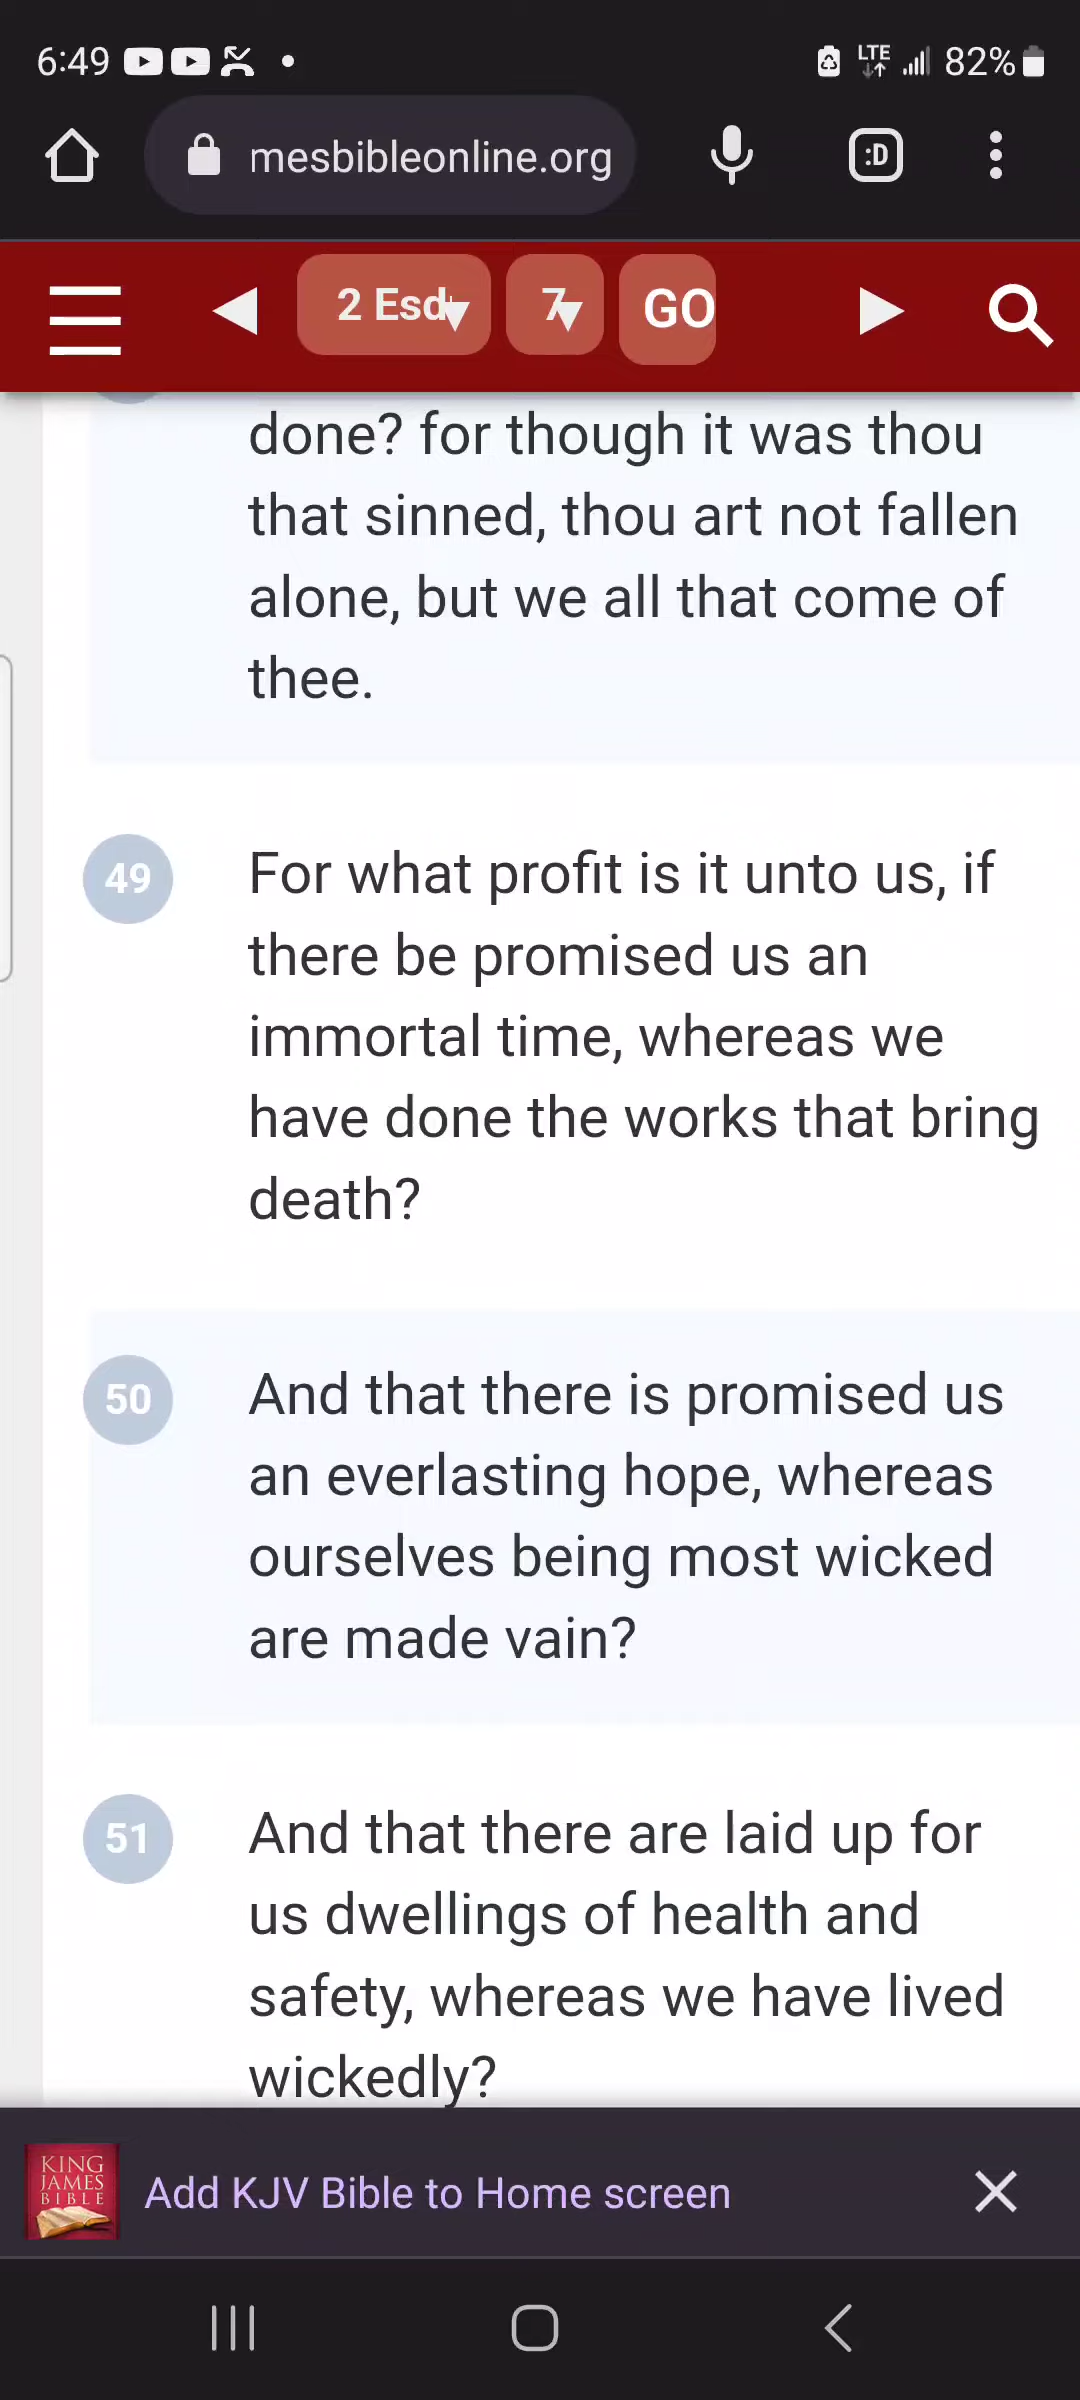 6:49
LTE
82%
mesbibleonline.org
:D
2 Esd
7
GO
done? for though it was thou
that sinned, thou art not fallen
alone, but we all that come of
thee.
49
For what profit is it unto us, if
there be promised us an
immortal time, whereas we
have done the works that bring
death?
50
And that there is promised us
an everlasting hope, whereas
ourselves being most wicked
are made vain?
51
And that there are laid up for
us dwellings of health and
safety, whereas we have lived
wickedly?
KING
JAMES
BIBLE
Add KJV Bible to Home screen